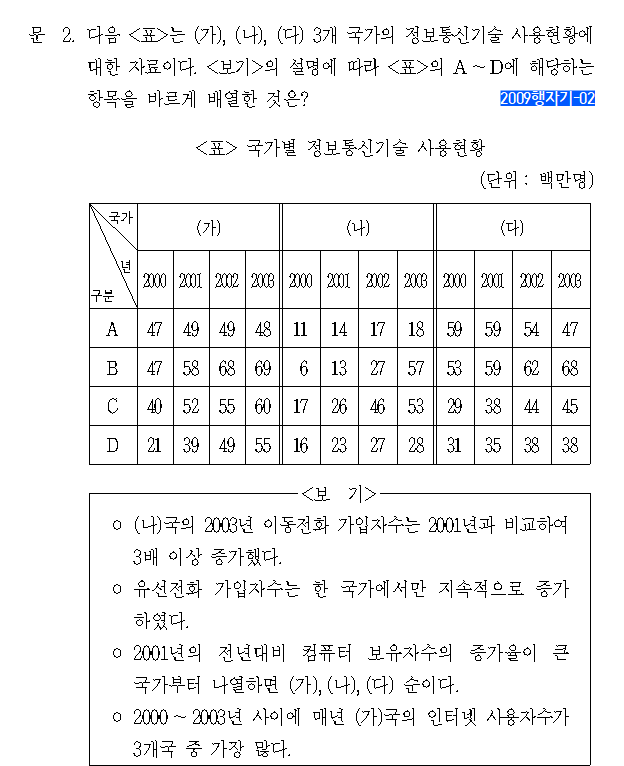 문 2. 다음 <표>는 (가), (나), (다) 3개 국가의 정보통신기술 사용현황에
대한 자료이다. <보기>의 설명에 따라 <표>의 A ~ D에 해당하는
항목을 바르게 배열한 것은?
2009행자기-02
<표> 국가별 정보통신기술 사용현황
(단위 : 백만명)
국가 (가) (나) (다)
년
구분 2000 2001 2002 2003 2000 2001 2002 2003 2000 2001 2002 2003
A 47 49 49 48 11 14 17 18 59 59 54 47
B 47 58 68 69 6 13 27 57 53 59 62 68
C 40 52 55 60 17 26 46 53 29 38 44 45
D 21 39 49 55 16 23 27 28 31 35 38 38
<보 기>
○ (나)국의 2003년 이동전화 가입자수는 2001년과 비교하여
3배 이상 증가했다.
○ 유선전화 가입자수는 한 국가에서만 지속적으로 증가
하였다.
○ 2001년의 전년대비 컴퓨터 보유자수의 증가율이 큰
국가부터 나열하면 (가), (나), (다) 순이다.
○ 2000 ~ 2003년 사이에 매년 (가)국의 인터넷 사용자수가
3개국 중 가장 많다.